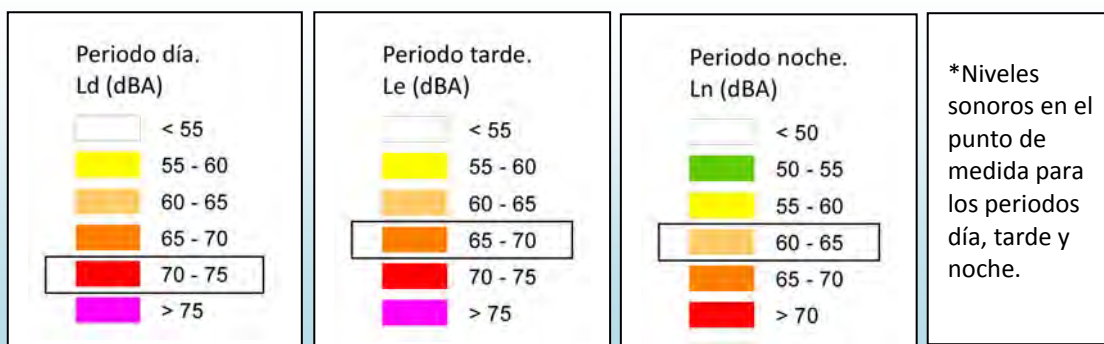 Periodo día.
Ld (dBA)
< 55
55 - 60
60 - 65
65 - 70
70 - 75
> 75
Periodo tarde.
Le (dBA)
< 55
55 - 60
60 - 65
65 - 70
70 - 75
> 75
Periodo noche.
Ln (dBA)
< 50
50 - 55
55 - 60
60 - 65
65 - 70
> 70
*Niveles
sonoros en el
punto de
medida para
los periodos
día, tarde y
noche.